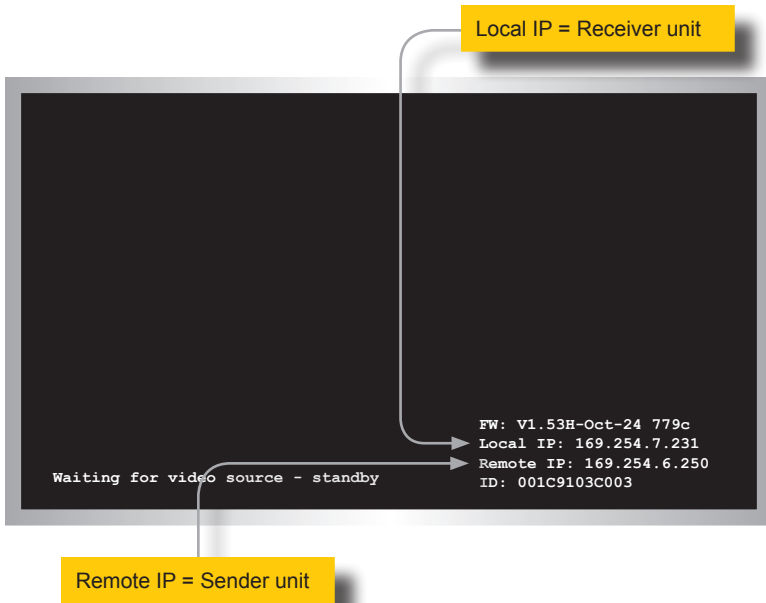 Local IP = Receiver unit
FW: V1.53H-Oct-24 779c
Local IP: 169.254.7.231
Remote IP: 169.254.6.250
Waiting for video source - standby
ID: 001C9103C003
Remote IP = Sender unit